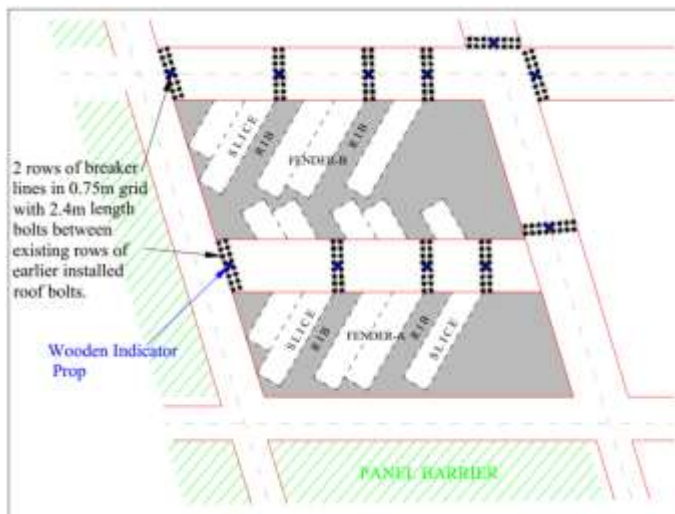 SLICE
RIB
FENDER-B
RIB
2 rows of breaker
lines in 0.75m grid
with 2.4m length
bolts between
existing rows of
earlier installed
roof bolts.
Wooden Indicator
Prop
SLICE
RIB
FENDER-A
RIB
SLICE
PANEL BARRIER